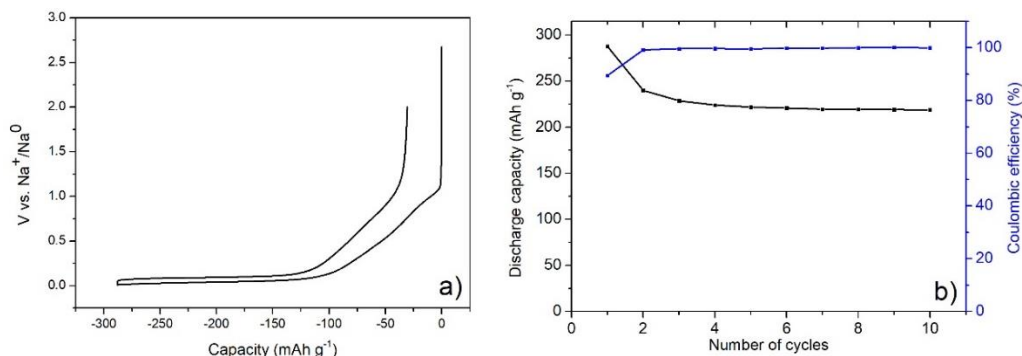 3.0
2.5
2.0
1.5
1.0
0.5
0.0
V vs. Na⁺/Na⁰
-300 -250 -200 -150 -100 -50 0
Capacity (mAh g⁻¹)
a)
300
250
200
150
100
50
0
Discharge capacity (mAh g⁻¹)
0 2 4 6 8 10
Number of cycles
100
80
60
40
20
0
Coulombic efficiency (%)
b)